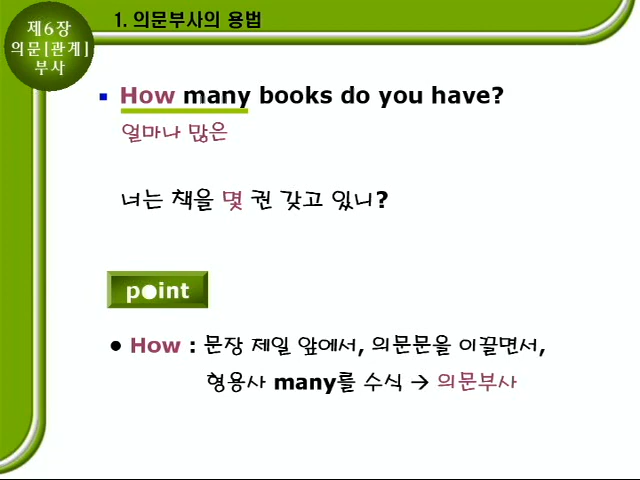 제6장
의문[관계]
부사
1. 의문부사의 용법
How many books do you have?
얼마나 많은
너는 책을 몇 권 갖고 있니?
point
● How : 문장 제일 앞에서, 의문문을 이끌면서,
형용사 many를 수식 → 의문부사